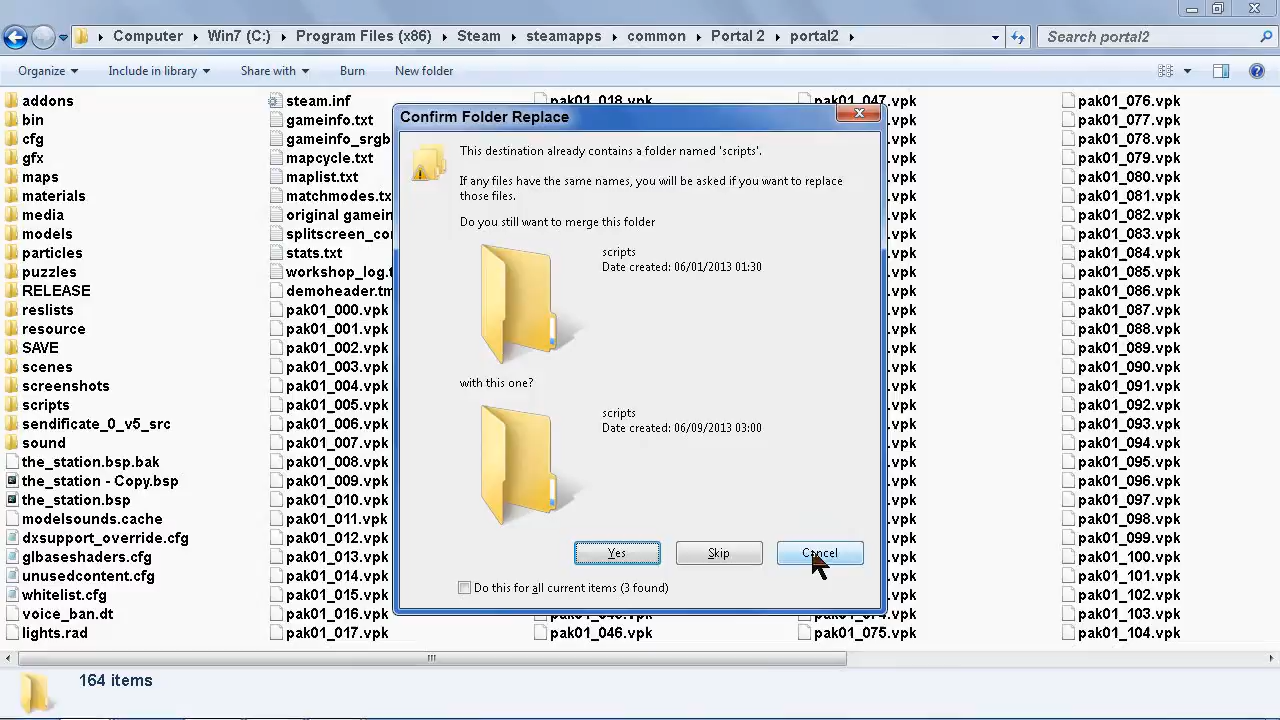 Computer Win7 (C:) Program Files (x86) Steam steamapps common Portal 2 portal2 Search portal2
Organize Include in library Share with Burn New folder
addons
bin
cfg
gfx
maps
materials
media
models
particles
puzzles
RELEASE
reslists
resource
SAVE
scenes
screenshots
scripts
sendificate_0_v5_src
sound
the_station.bsp.bak
the_station - Copy.bsp
the_station.bsp
modelsounds.cache
dxsupport_override.cfg
glbaseshaders.cfg
unusedcontent.cfg
whitelist.cfg
voice_ban.dt
lights.rad
steam.inf
gameinfo.txt
gameinfo_srgb
mapcycle.txt
maplist.txt
matchmodes.tx
original gamein
splitscreen_co
stats.txt
workshop_log.t
demoheader.tm
pak01_000.vpk
pak01_001.vpk
pak01_002.vpk
pak01_003.vpk
pak01_004.vpk
pak01_005.vpk
pak01_006.vpk
pak01_007.vpk
pak01_008.vpk
pak01_009.vpk
pak01_010.vpk
pak01_011.vpk
pak01_012.vpk
pak01_013.vpk
pak01_014.vpk
pak01_015.vpk
pak01_016.vpk
pak01_017.vpk
pak01_018.vpk
pak01_046.vpk
pak01_047.vpk
pak01_075.vpk
pak01_076.vpk
pak01_077.vpk
pak01_078.vpk
pak01_079.vpk
pak01_080.vpk
pak01_081.vpk
pak01_082.vpk
pak01_083.vpk
pak01_084.vpk
pak01_085.vpk
pak01_086.vpk
pak01_087.vpk
pak01_088.vpk
pak01_089.vpk
pak01_090.vpk
pak01_091.vpk
pak01_092.vpk
pak01_093.vpk
pak01_094.vpk
pak01_095.vpk
pak01_096.vpk
pak01_097.vpk
pak01_098.vpk
pak01_099.vpk
pak01_100.vpk
pak01_101.vpk
pak01_102.vpk
pak01_103.vpk
pak01_104.vpk
Confirm Folder Replace
This destination already contains a folder named 'scripts'.
If any files have the same names, you will be asked if you want to replace
those files.
Do you still want to merge this folder
scripts
Date created: 06/01/2013 01:30
with this one?
scripts
Date created: 06/09/2013 03:00
Yes Skip Cancel
Do this for all current items (3 found)
164 items